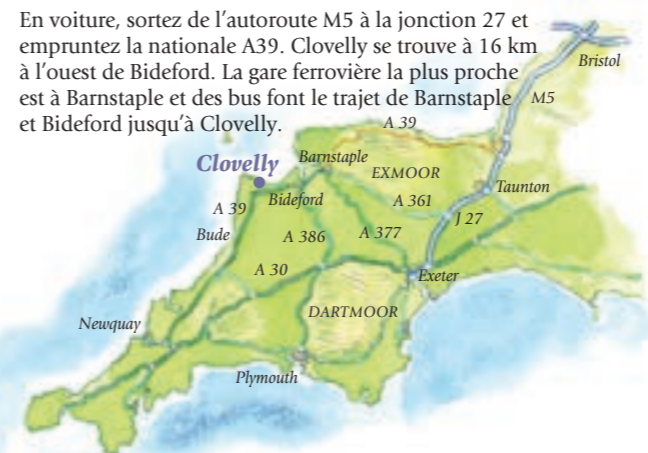 En voiture, sortez de l'autoroute M5 à la jonction 27 et
empruntez la nationale A39. Clovelly se trouve à 16 km
à l'ouest de Bideford. La gare ferrovière la plus proche
est à Barnstaple et des bus font le trajet de Barnstaple
et Bideford jusqu'à Clovelly.
Bristol
M5
A 39
Clovelly
Barnstaple
EXMOOR
Taunton
A 39
Bideford
A 361
J 27
Bude
A 386
A 377
A 30
Exeter
DARTMOOR
Newquay
Plymouth